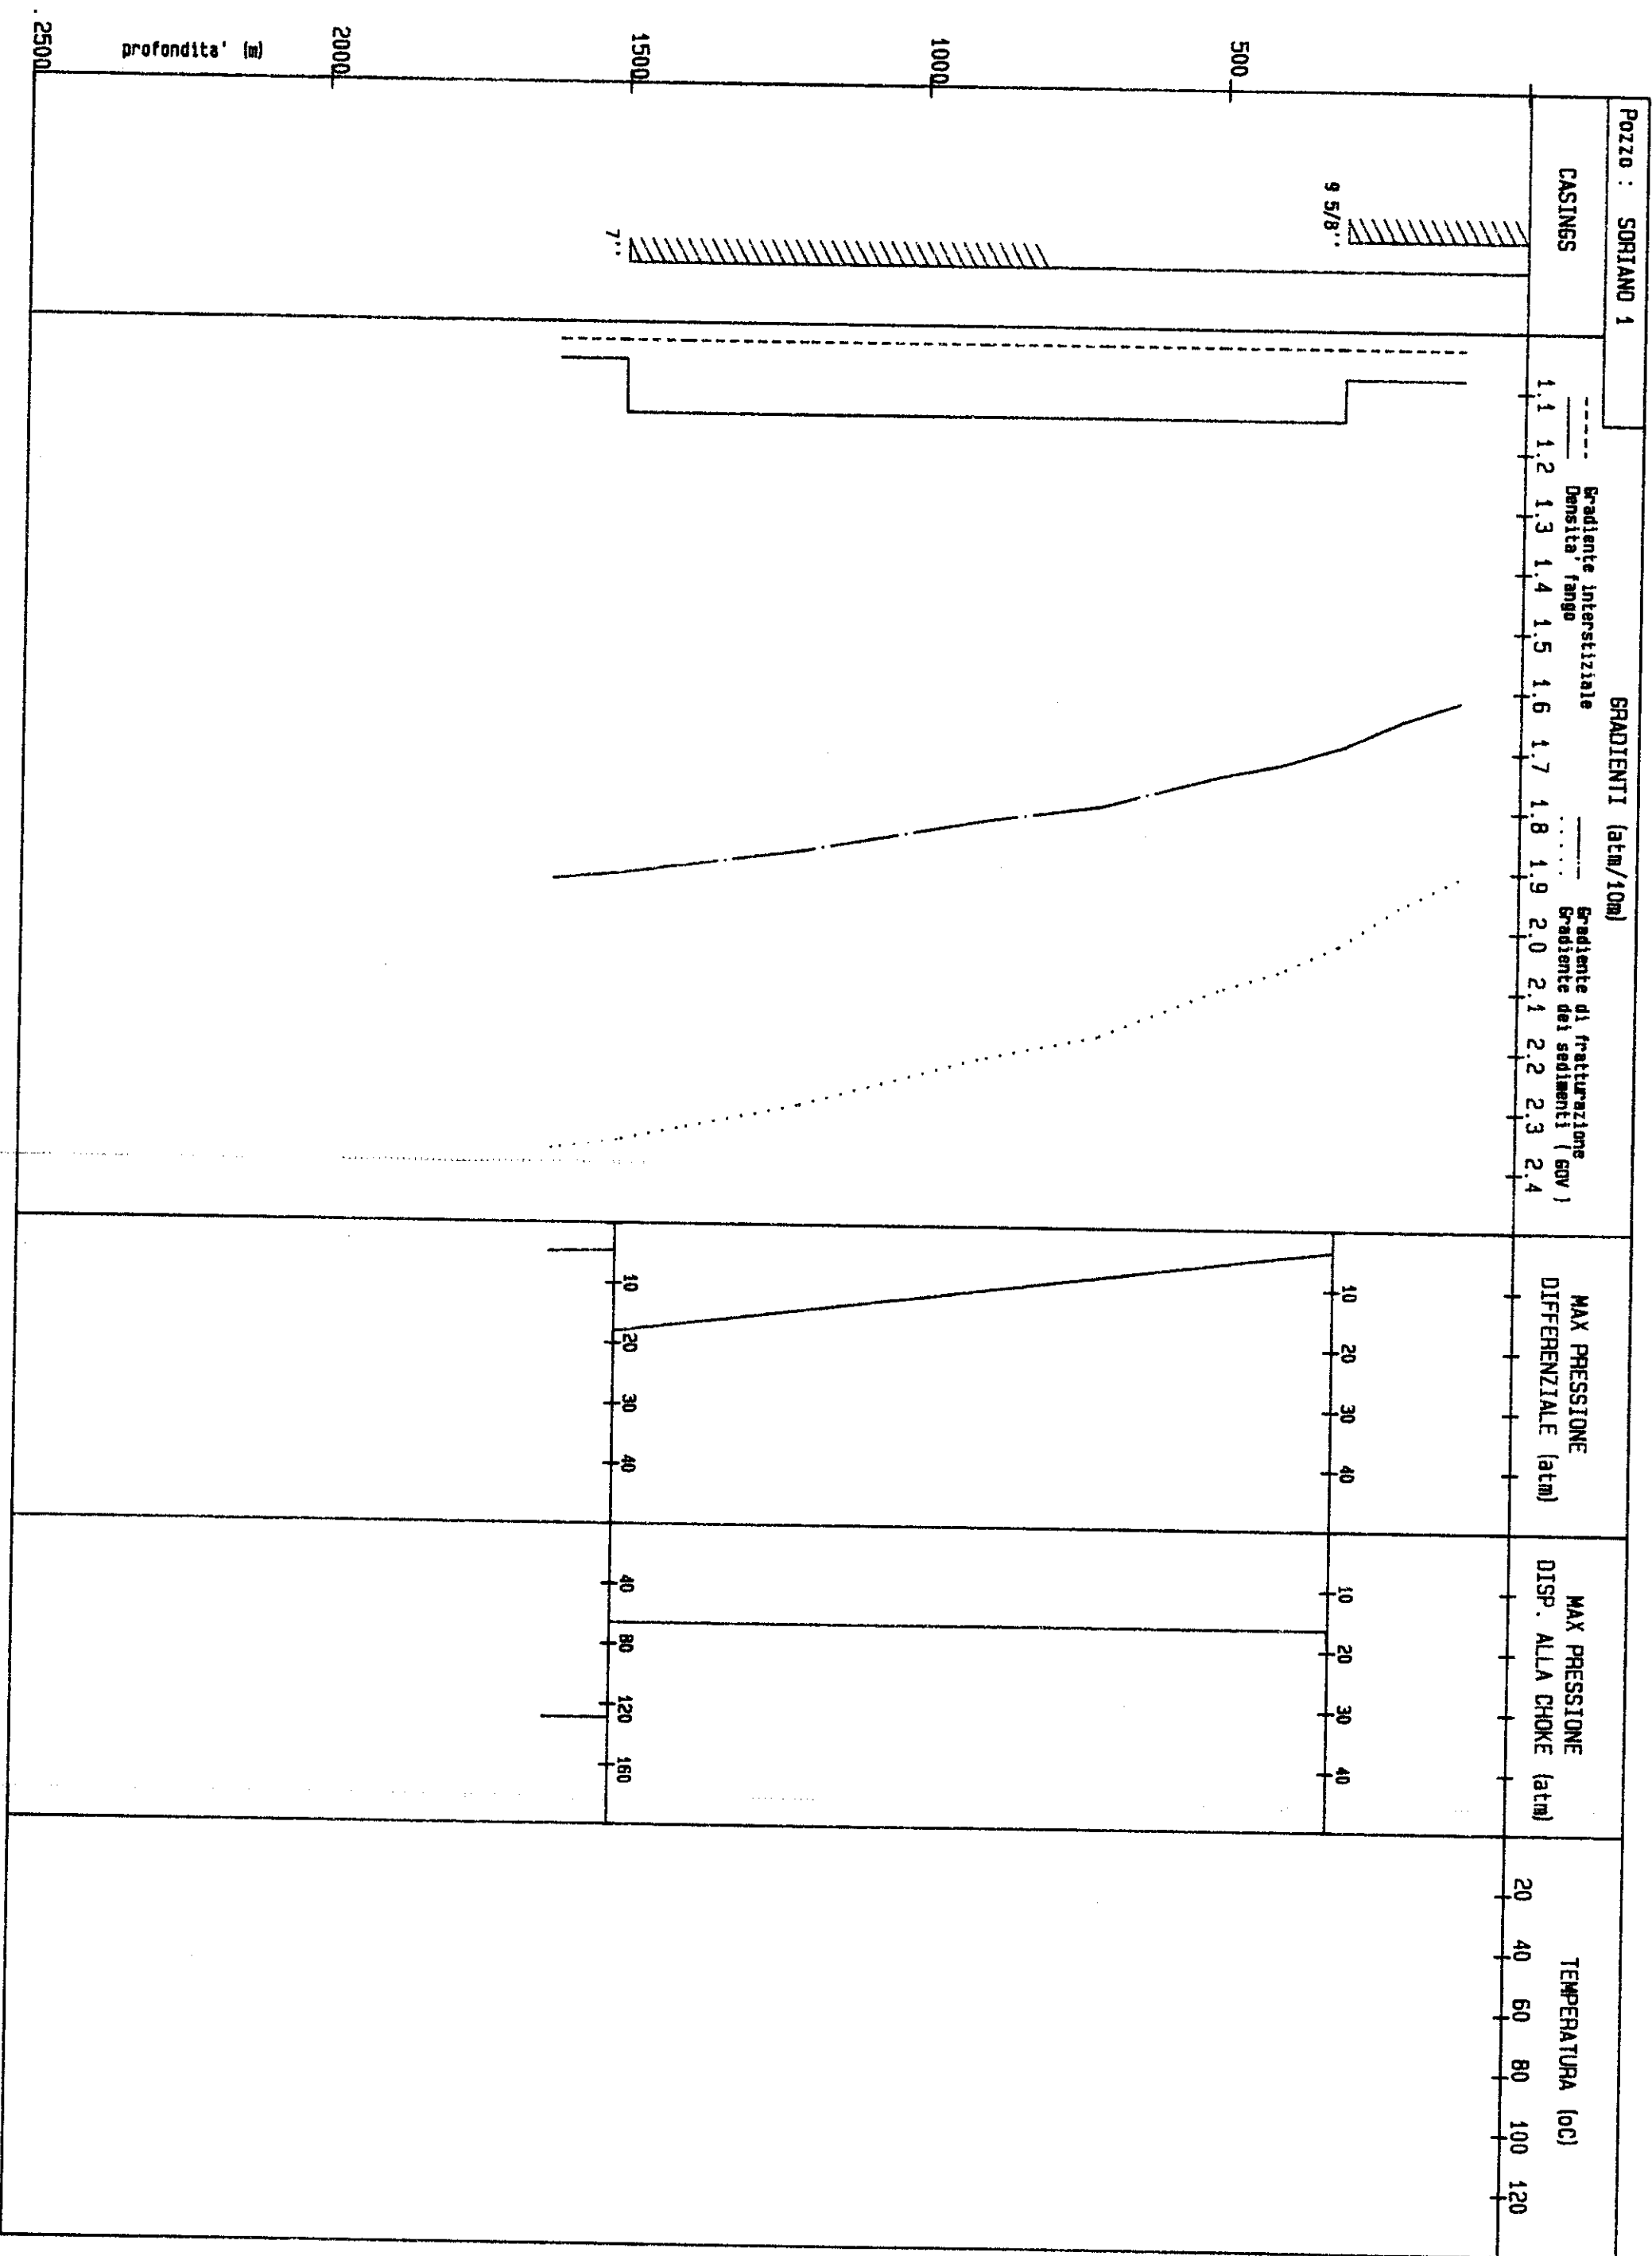 Pozzo : SORIANO 1
GRADIENTI (atm/10m)
CASINGS
---- Gradiente interstiziale
Densita' fango
Gradiente di fratturazione
..... Gradiente dei sedimenti ( GOV )
MAX PRESSIONE
DIFFERENZIALE (atm)
MAX PRESSIONE
DISP. ALLA CHOKE (atm)
TEMPERATURA (oC)
1.1 1.2 1.3 1.4 1.5 1.6 1.7 1.8 1.9 2.0 2.1 2.2 2.3 2.4
20 40 60 80 100 120
9 5/8''
10 20 30 40
10 20 30 40
500
1000
1500
7''
10 20 30 40
40 80 120 160
2000
profondita' (m)
2500